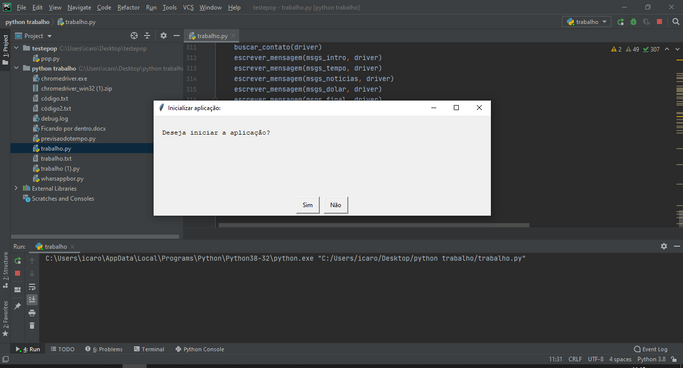 File Edit View Navigate Code Refactor Run Tools VCS Window Help testepop - trabalho.py [python trabalho]
python trabalho trabalho.py
trabalho
1: Project
Project
testepop C:\Users\icaro\Desktop\testepop
pop.py
python trabalho C:\Users\icaro\Desktop\python trabalho
chromedriver.exe
chromedriver_win32 (1).zip
código.txt
código2.txt
debug.log
Ficando por dentro.docx
previsaodotempo.py
trabalho.py
trabalho.txt
trabalho (1).py
whansappbor.py
External Libraries
Scratches and Consoles
trabalho.py
2 49 307
311 buscar_contato(driver)
312 escrever_mensagem(msgs_intro, driver)
313 escrever_mensagem(msgs_tempo, driver)
314 escrever_mensagem(msgs_noticias, driver)
315 escrever_mensagem(msgs_dolar, driver)
escrever_mensagem(msgs_final, driver)
Inicializar aplicação:
Deseja iniciar a aplicação?
Sim Não
Run: trabalho
C:\Users\icaro\AppData\Local\Programs\Python\Python38-32\python.exe "C:/Users/icaro/Desktop/python trabalho/trabalho.py"
Z: Structure
2: Favorites
4: Run TODO 6: Problems Terminal Python Console Event Log
11:31 CRLF UTF-8 4 spaces Python 3.8